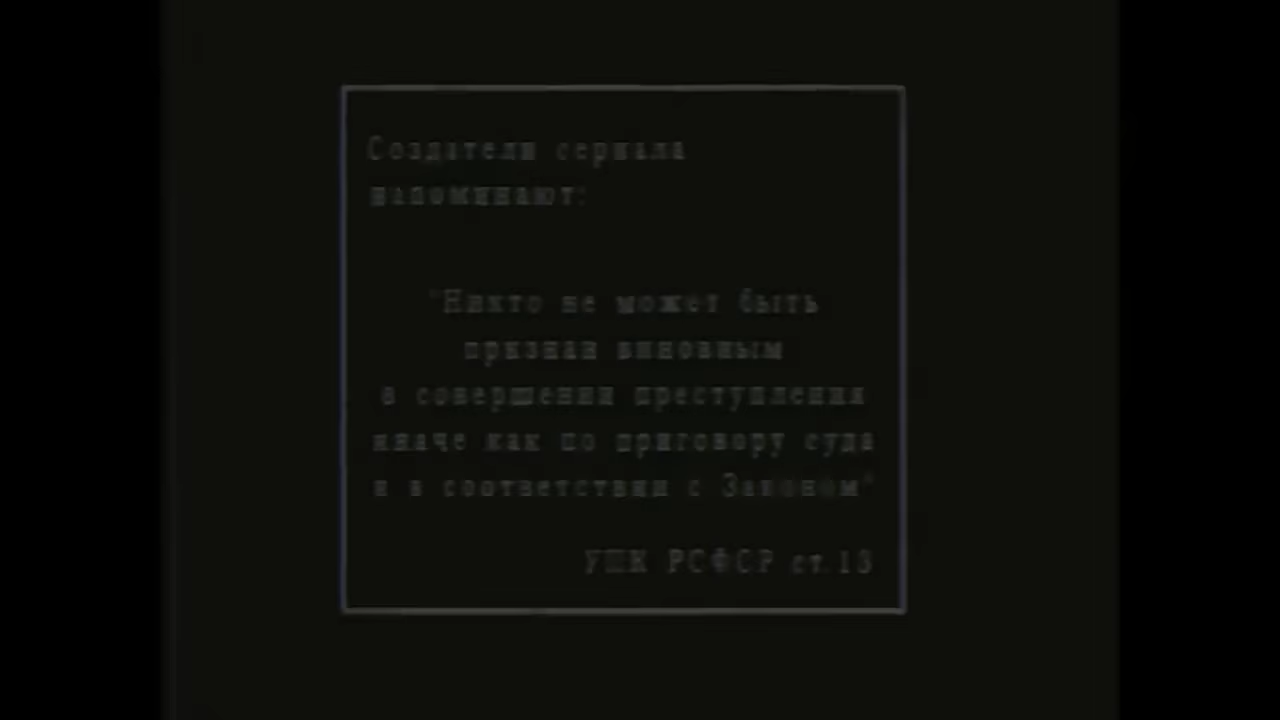 Создатели сериала
напоминают:
"Никто не может быть
признан виновным
в совершении преступления
иначе как по приговору суда
и в соответствии с Законом"
УПК РСФСР ст.13